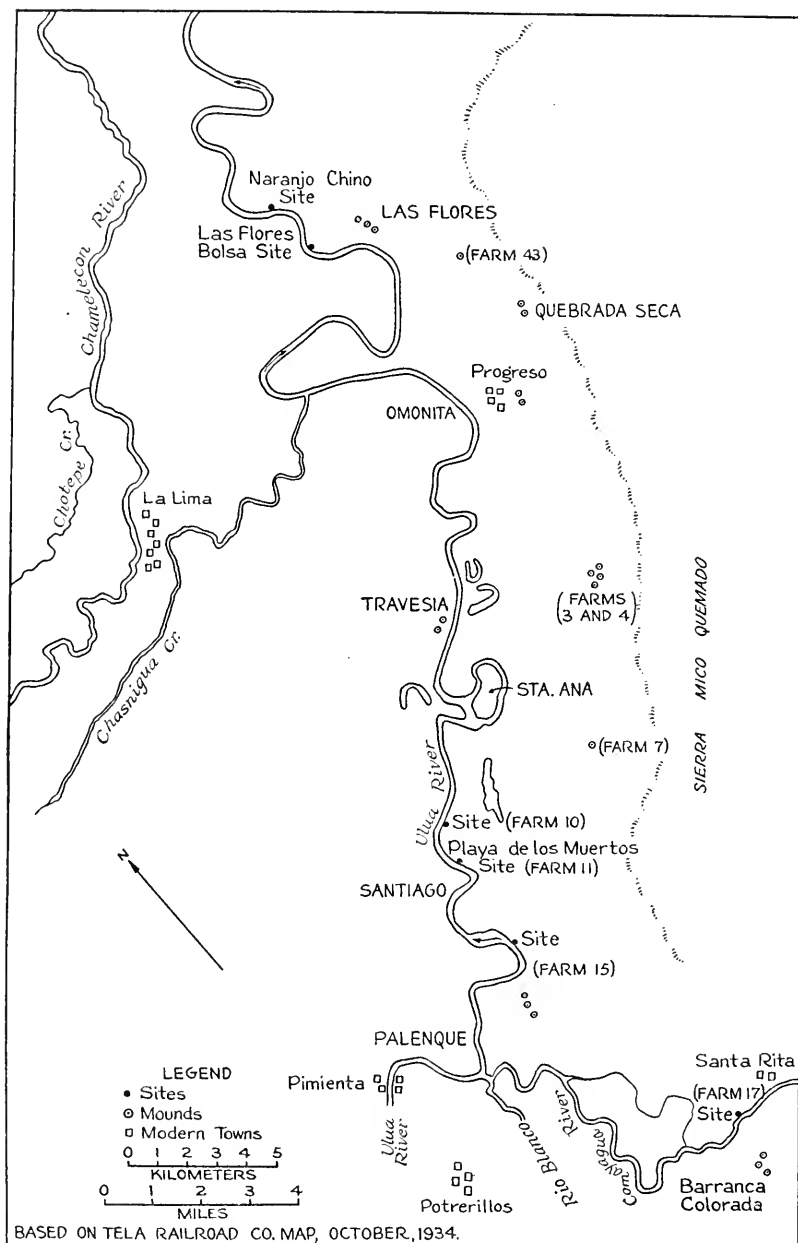 Naranjo Chino
Site
LAS FLORES
Las Flores
Bolsa Site
(FARM 43)
QUEBRADA SECA
Chamelecon River
Progreso
OMONITA
Chotepe Cr.
La Lima
TRAVESIA
(FARMS
3 AND 4)
SIERRA MICO QUEMADO
Chasnigua Cr.
STA. ANA
(FARM 7)
Ulua River
Site (FARM 10)
Playa de los Muertos
Site (FARM 11)
N
SANTIAGO
Site
(FARM 15)
PALENQUE
Pimienta
Ulua
River
Rio Blanco
Comoyagua River
Santa Rita
(FARM 17)
Site
Potrerillos
Barranca
Colorada
LEGEND
Sites
Mounds
Modern Towns
0 1 2 3 4 5
KILOMETERS
0 1 2 3 4
MILES
BASED ON TELA RAILROAD CO. MAP, OCTOBER, 1934.